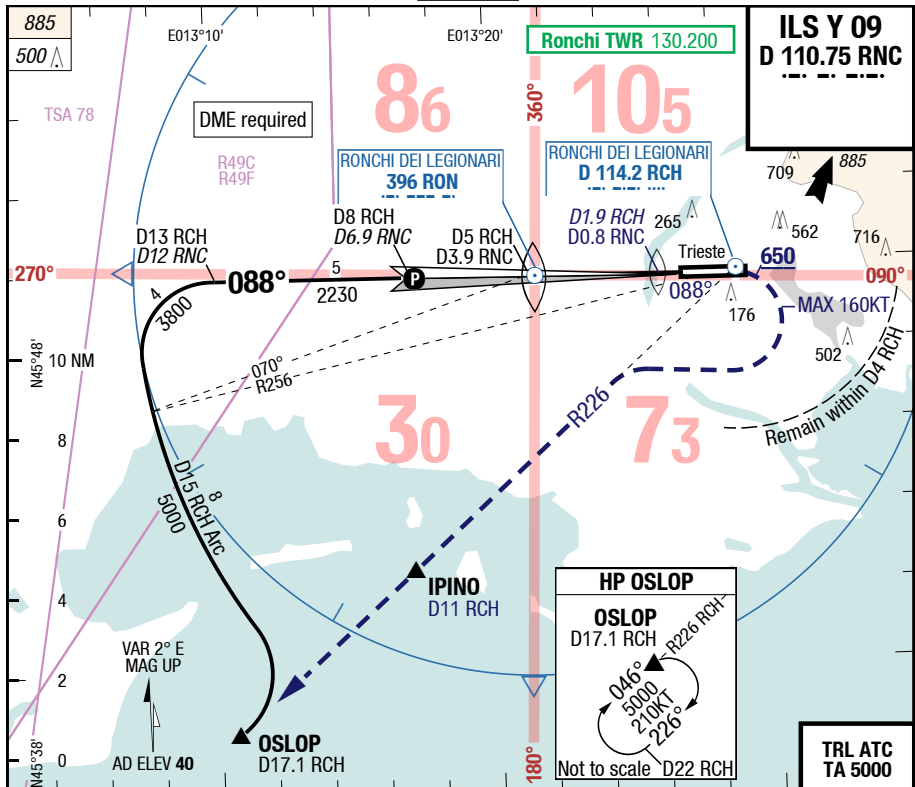 885
500
E013°10'
E013°20'
Ronchi TWR 130.200
ILS Y 09
D 110.75 RNC
TSA 78
DME required
86
360°
105
R49C
R49F
RONCHI DEI LEGIONARI
396 RON
RONCHI DEI LEGIONARI
D 114.2 RCH
709
885
D13 RCH
D12 RNC
D8 RCH
D6.9 RNC
D5 RCH
D3.9 RNC
D1.9 RCH
D0.8 RNC
265
562
716
Trieste
650
270°
088°
5
2230
P
088°
090°
4
3800
176
MAX 160KT
502
N45°48'
10 NM
070°
R256
R226
Remain within D4 RCH
30
73
8
D15 RCH Arc
8
5000
6
4
IPINO
D11 RCH
HP OSLOP
OSLOP
D17.1 RCH
R226 RCH
046°
5000
210KT
226°
Not to scale
D22 RCH
VAR 2° E
MAG UP
2
AD ELEV 40
OSLOP
D17.1 RCH
N45°38'
0
180°
TRL ATC
TA 5000